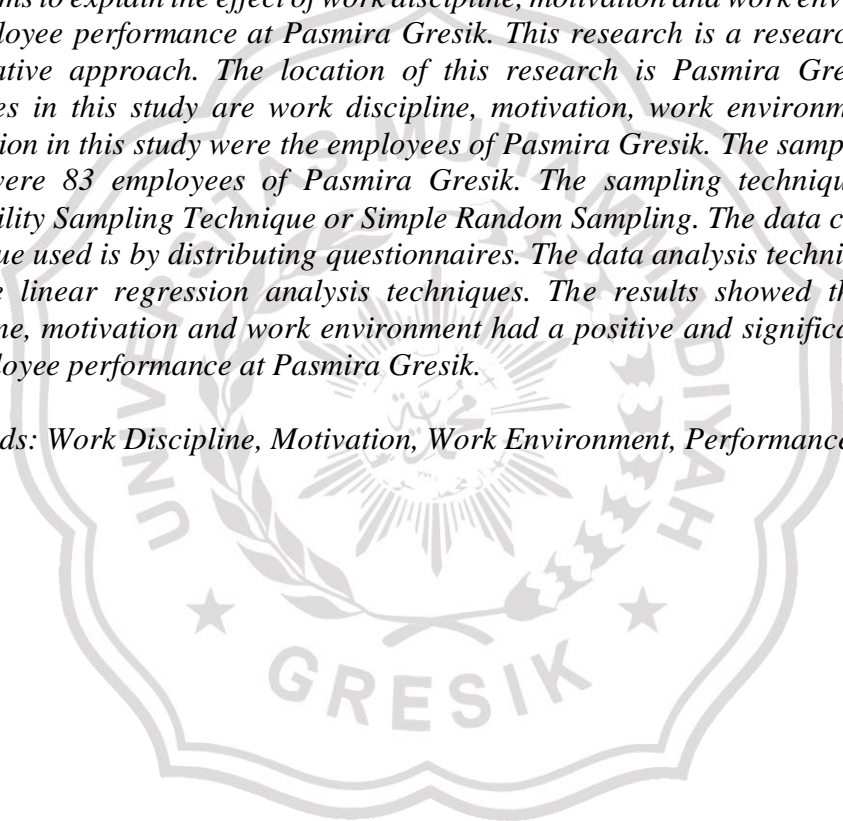 ms to explain the effect of work discipline, motivation and work envi
loyee performance at Pasmira Gresik. This research is a researc
ative approach. The location of this research is Pasmira Gre
es in this study are work discipline, motivation, work environm
ion in this study were the employees of Pasmira Gresik. The samp
were 83 employees of Pasmira Gresik. The sampling techniqu
ility Sampling Technique or Simple Random Sampling. The data c
ue used is by distributing questionnaires. The data analysis techni
e linear regression analysis techniques. The results showed th
ne, motivation and work environment had a positive and significa
loyee performance at Pasmira Gresik.
ds: Work Discipline, Motivation, Work Environment, Performance
UNIVERSITAS MUHAMMADIYAH
GRESIK